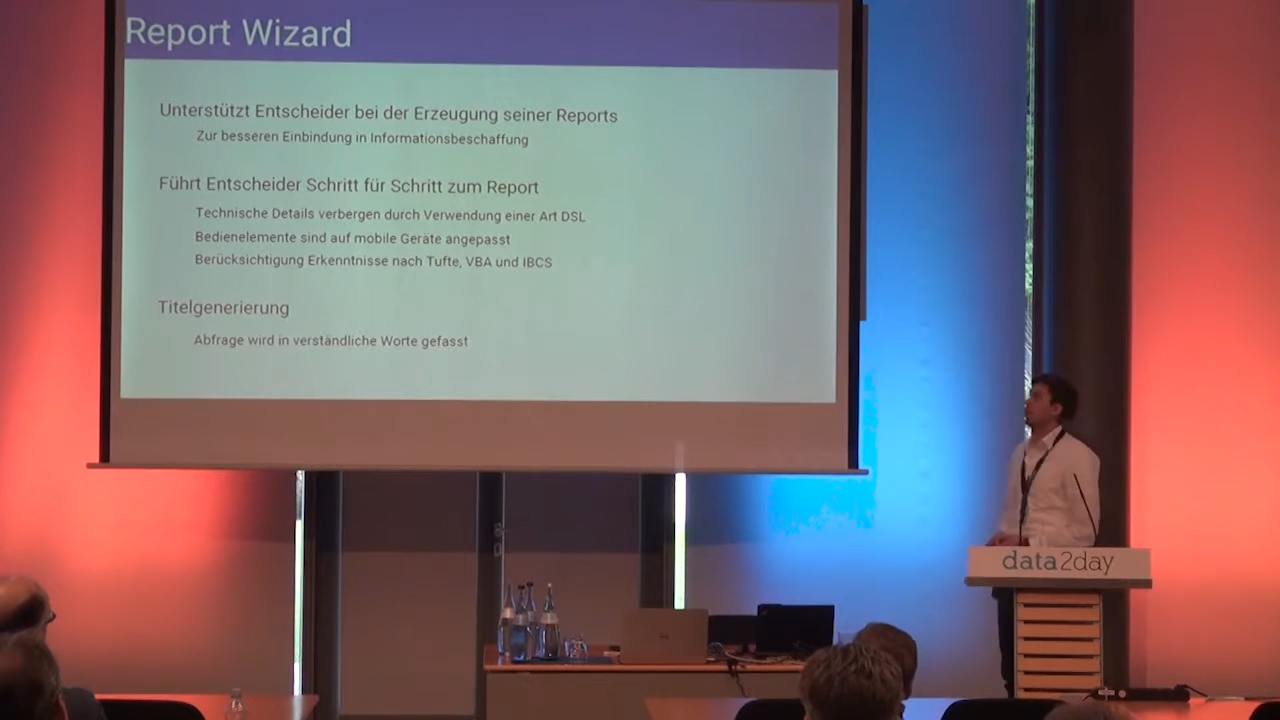 Report Wizard
Unterstützt Entscheider bei der Erzeugung seiner Reports
Zur besseren Einbindung in Informationsbeschaffung
Führt Entscheider Schritt für Schritt zum Report
Technische Details verbergen durch Verwendung einer Art DSL
Bedienelemente sind auf mobile Geräte angepasst
Berücksichtigung Erkenntnisse nach Tufte, VBA und IBCS
Titelgenerierung
Abfrage wird in verständliche Worte gefasst
data2day